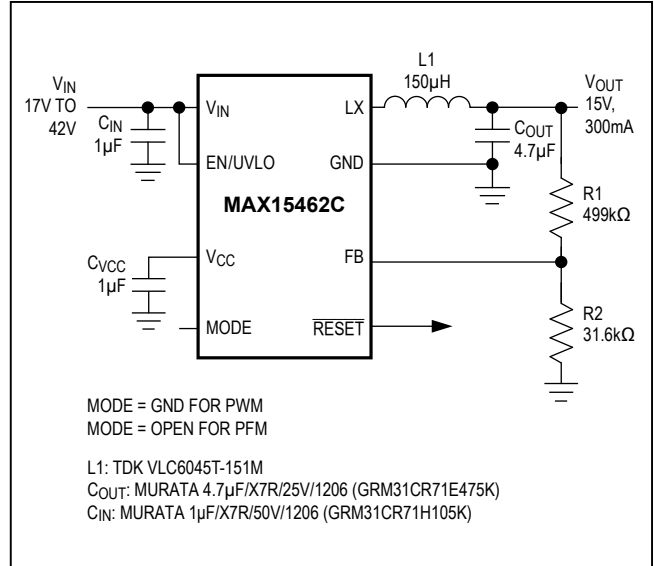 L1
150µH
VIN
17V TO
42V
CIN
1µF
VIN
LX
COUT
4.7µF
VOUT
15V,
300mA
EN/UVLO
GND
MAX15462C
R1
499kΩ
CVCC
1µF
VCC
FB
MODE
RESET
R2
31.6kΩ
MODE = GND FOR PWM
MODE = OPEN FOR PFM
L1: TDK VLC6045T-151M
COUT: MURATA 4.7µF/X7R/25V/1206 (GRM31CR71E475K)
CIN: MURATA 1µF/X7R/50V/1206 (GRM31CR71H105K)